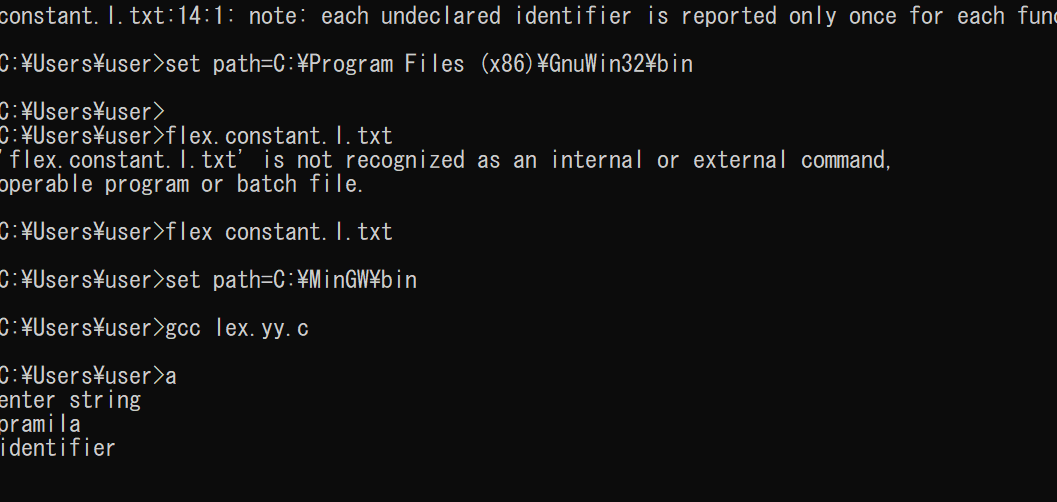 constant.l.txt:14:1: note: each undeclared identifier is reported only once for each
C:¥Users¥user>set path=C:¥Program Files (x86)¥GnuWin32¥bin
C:¥Users¥user>
C:¥Users¥user>flex.constant.l.txt
'flex.constant.l.txt' is not recognized as an internal or external command,
operable program or batch file.
C:¥Users¥user>flex constant.l.txt
C:¥Users¥user>set path=C:¥MinGW¥bin
C:¥Users¥user>gcc lex.yy.c
C:¥Users¥user>a
enter string
pramila
identifier